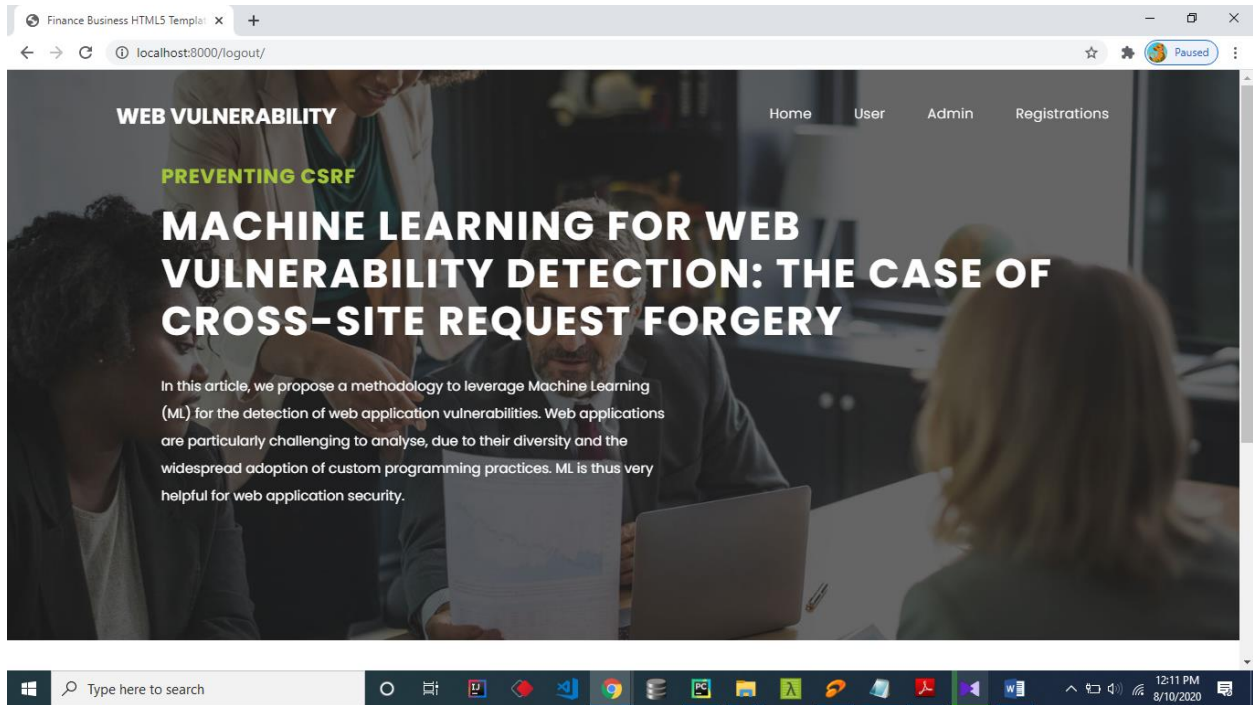 Finance Business HTML5 Templat
localhost:8000/logout/
Paused
WEB VULNERABILITY
Home User Admin Registrations
PREVENTING CSRF
MACHINE LEARNING FOR WEB
VULNERABILITY DETECTION: THE CASE OF
CROSS-SITE REQUEST FORGERY
In this article, we propose a methodology to leverage Machine Learning
(ML) for the detection of web application vulnerabilities. Web applications
are particularly challenging to analyse, due to their diversity and the
widespread adoption of custom programming practices. ML is thus very
helpful for web application security.
Type here to search
12:11 PM
8/10/2020